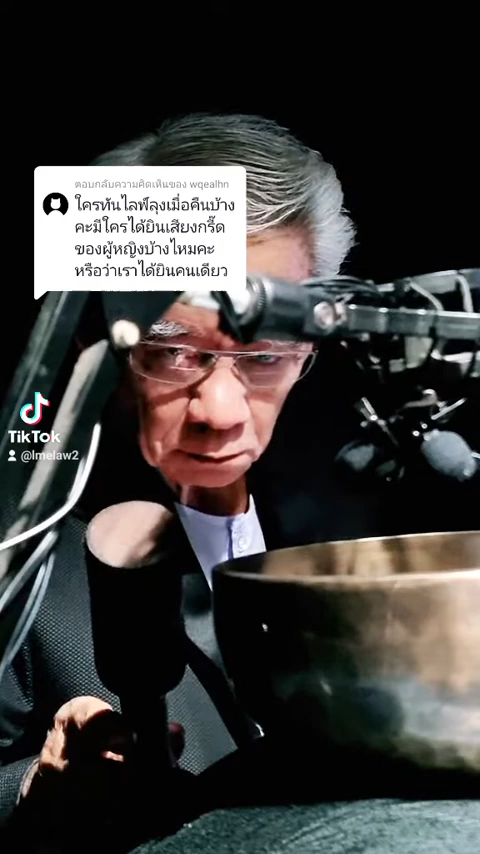 ตอบกลับความคิดเห็นของ wqealhn
ใครทันไลฟ์ลุงเมื่อคืนบ้าง
คะมีใครได้ยินเสียงกรี๊ด
ของผู้หญิงบ้างไหมคะ
หรือว่าเราได้ยินคนเดียว
TikTok
@lmelaw2